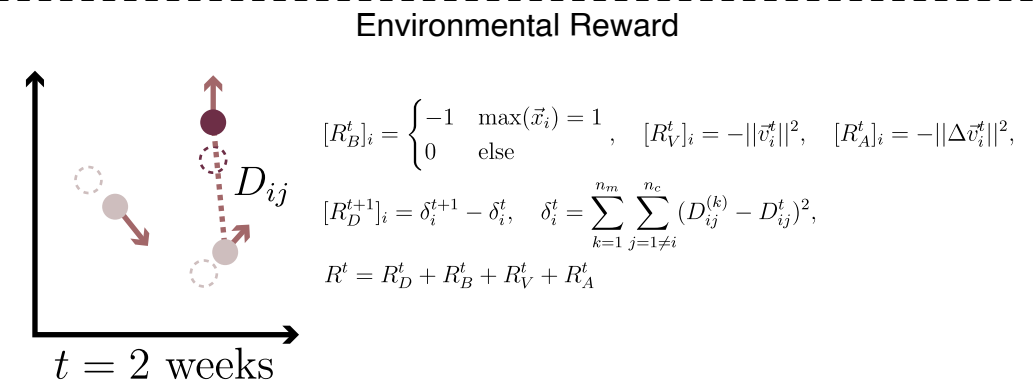 Environmental Reward
$D_{ij}$
$t = 2$ weeks
$[R_B^t]_i = \begin{cases} -1 & \max(\vec{x}_i) = 1 \\ 0 & \text{else} \end{cases}, \quad [R_V^t]_i = -||\vec{v}_i^t||^2, \quad [R_A^t]_i = -||\Delta\vec{v}_i^t||^2,$
$[R_D^{t+1}]_i = \delta_i^{t+1} - \delta_i^t, \quad \delta_i^t = \sum_{k=1}^{n_m} \sum_{j=1 \neq i}^{n_c} (D_{ij}^{(k)} - D_{ij}^t)^2,$
$R^t = R_D^t + R_B^t + R_V^t + R_A^t$